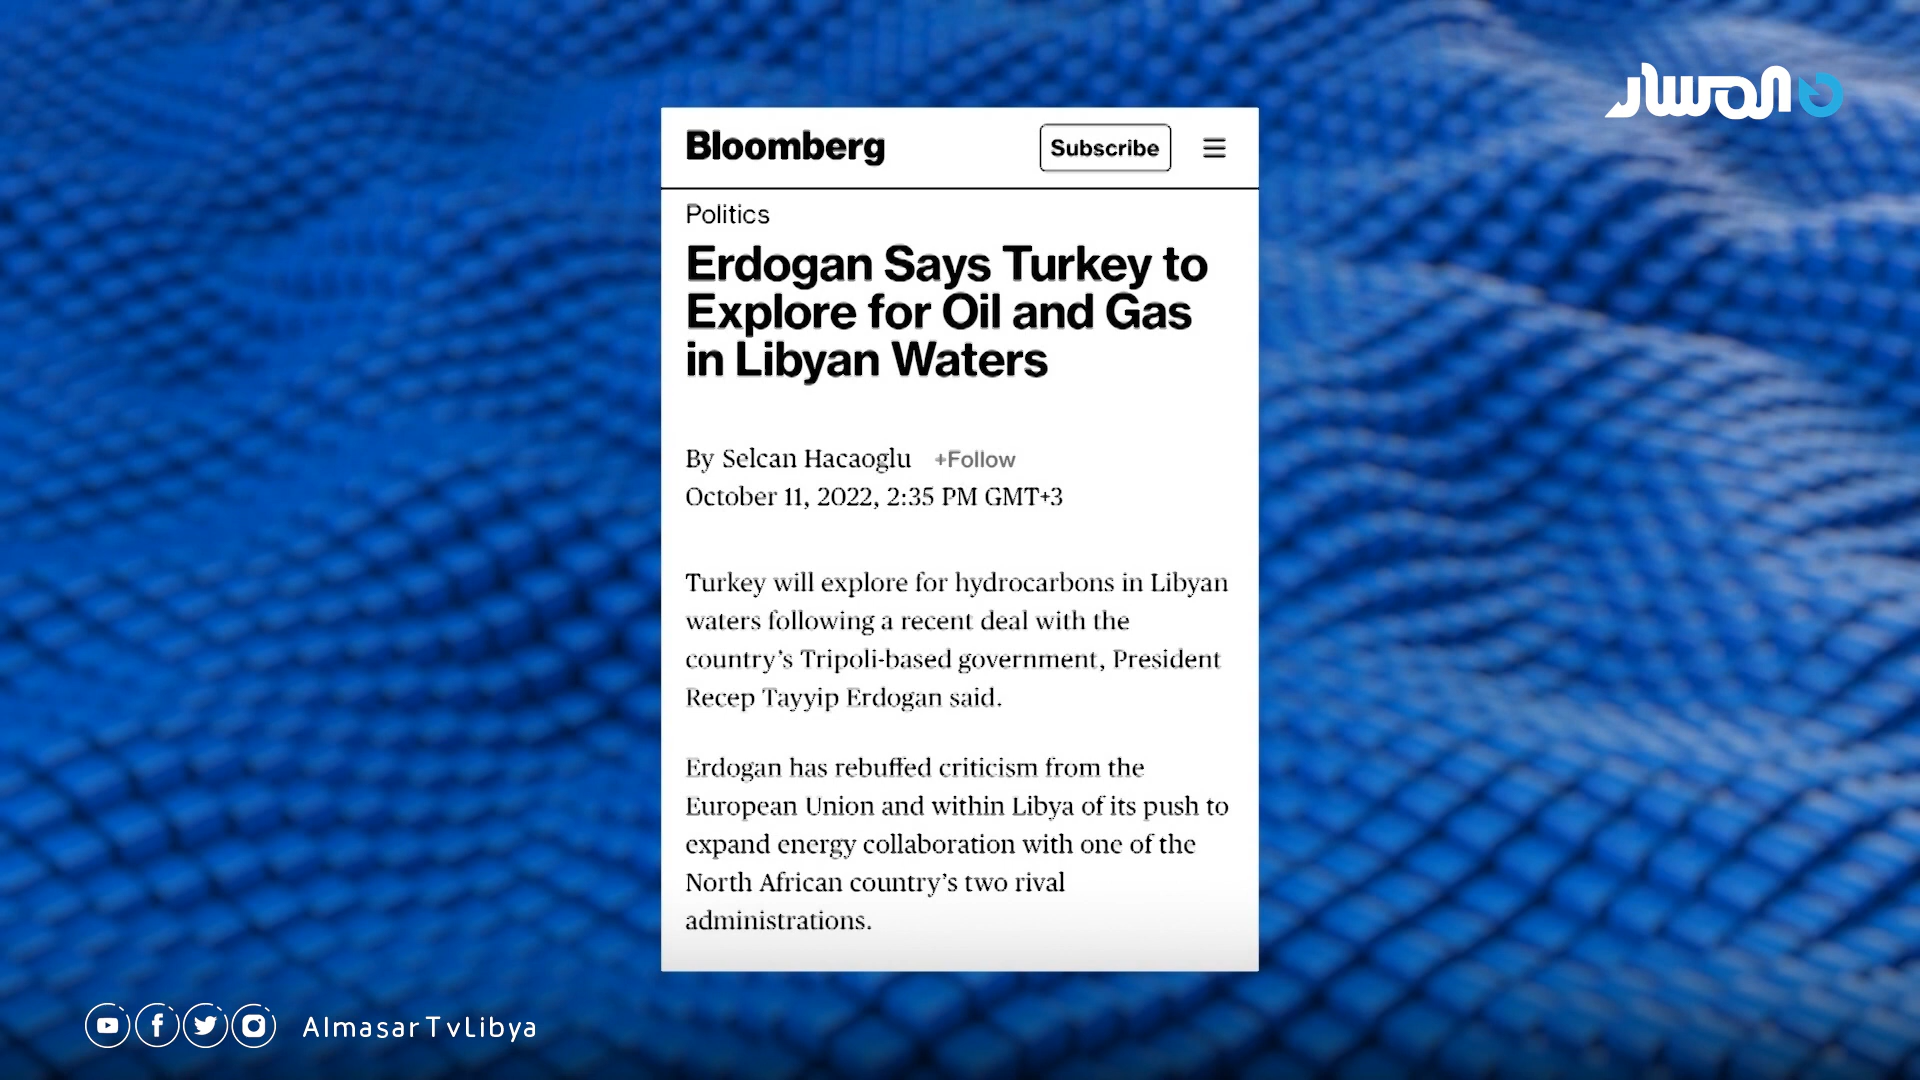 المسار
Bloomberg
Subscribe
Politics
Erdogan Says Turkey to
Explore for Oil and Gas
in Libyan Waters
By Selcan Hacaoglu +Follow
October 11, 2022, 2:35 PM GMT+3
Turkey will explore for hydrocarbons in Libyan
waters following a recent deal with the
country’s Tripoli-based government, President
Recep Tayyip Erdogan said.
Erdogan has rebuffed criticism from the
European Union and within Libya of its push to
expand energy collaboration with one of the
North African country’s two rival
administrations.
AlmasarTvLibya